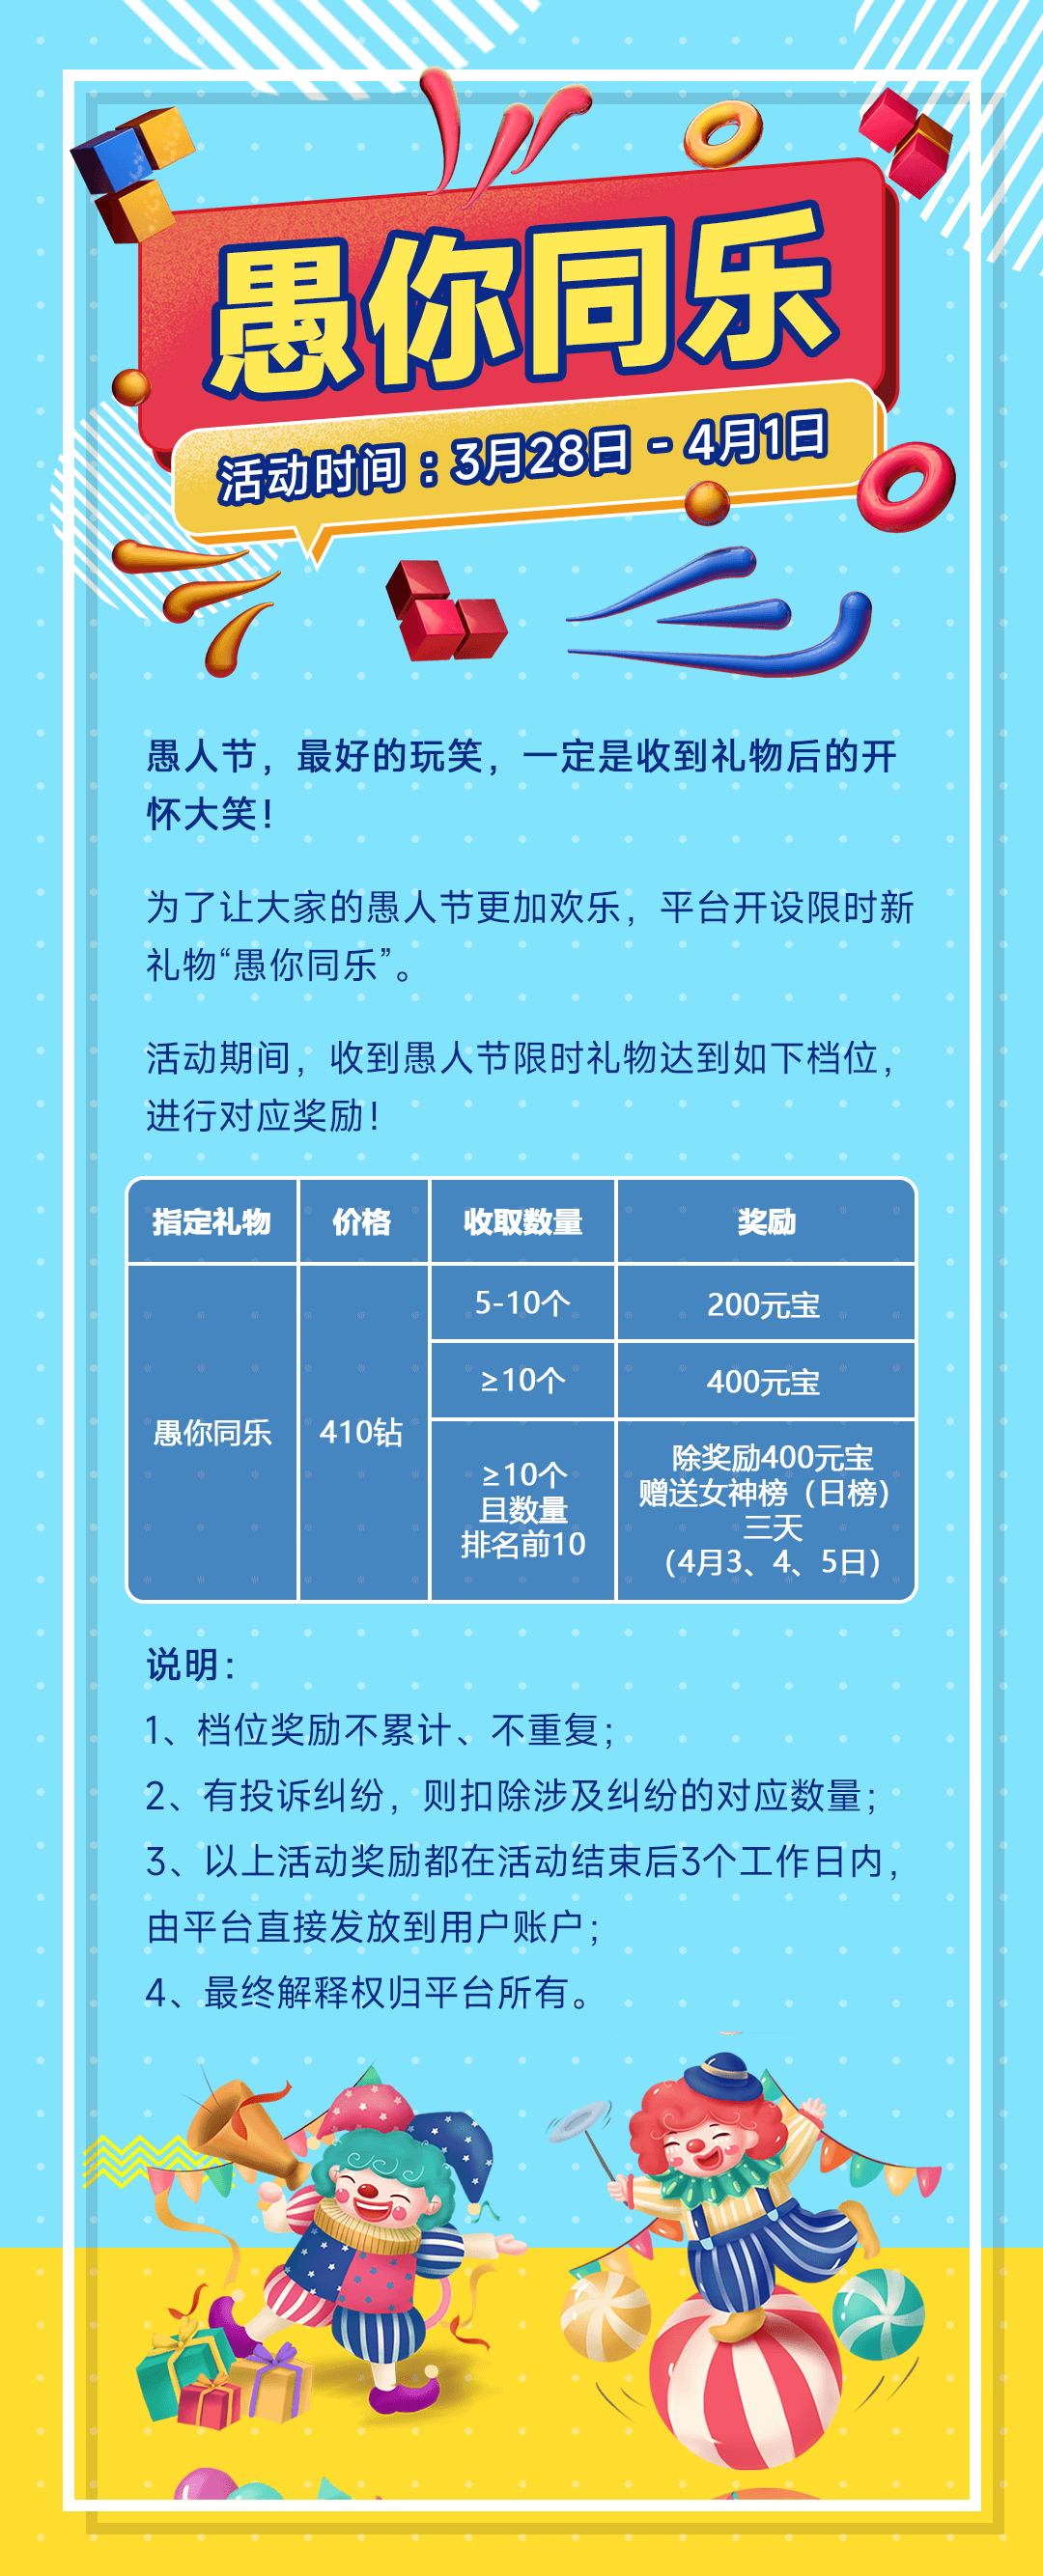 愚你同乐
活动时间：3月28日 - 4月1日
愚人节，最好的玩笑，一定是收到礼物后的开
怀大笑！
为了让大家的愚人节更加欢乐，平台开设限时新
礼物“愚你同乐”。
活动期间，收到愚人节限时礼物达到如下档位，
进行对应奖励！
指定礼物 价格 收取数量 奖励
愚你同乐 410钻
5-10个 200元宝
≥10个 400元宝
≥10个
且数量
排名前10
除奖励400元宝
赠送女神榜（日榜）
三天
（4月3、4、5日）
说明：
1、档位奖励不累计、不重复；
2、有投诉纠纷，则扣除涉及纠纷的对应数量；
3、以上活动奖励都在活动结束后3个工作日内，
由平台直接发放到用户账户；
4、最终解释权归平台所有。